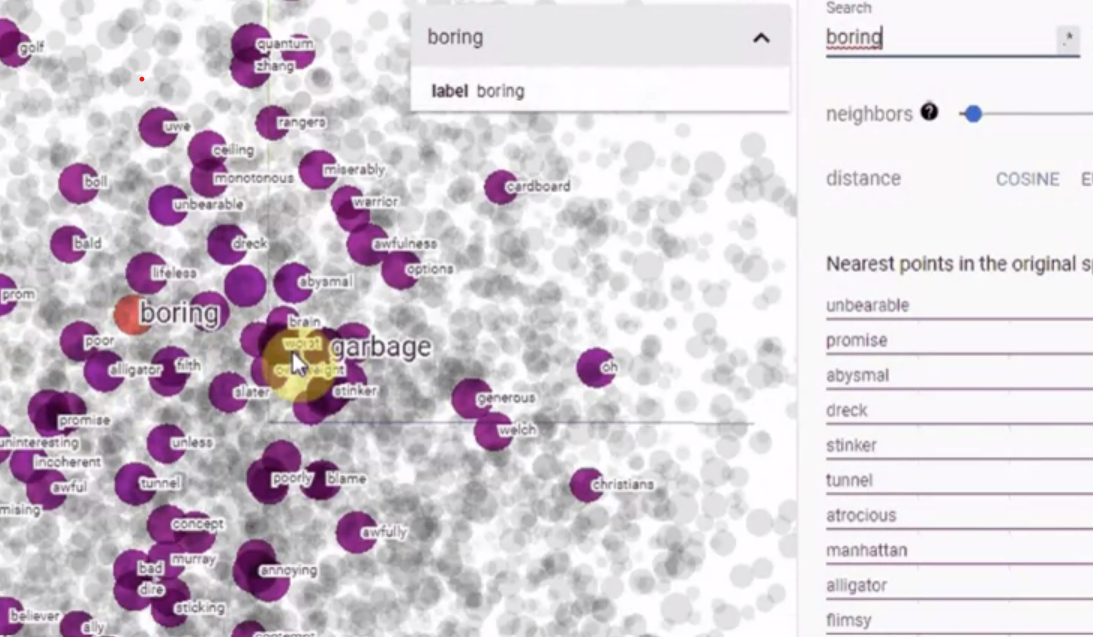 golf
quantum
zhang
uwe
rangers
ceiling
monotonous
miserably
boll
unbearable
warrior
cardboard
bald
dreck
awfulness
lifeless
options
abysmal
prom
boring
brain
worst
garbage
poor
alligator
filth
slater
stinker
oh
generous
promise
welch
uninteresting
unless
incoherent
awful
tunnel
poorly
blame
christians
mising
concept
awfully
murray
bad
annoying
dire
sticking
believer
ally
boring
label boring
Search
boring
.*
neighbors ?
distance COSINE
Nearest points in the original s
unbearable
promise
abysmal
dreck
stinker
tunnel
atrocious
manhattan
alligator
flimsy